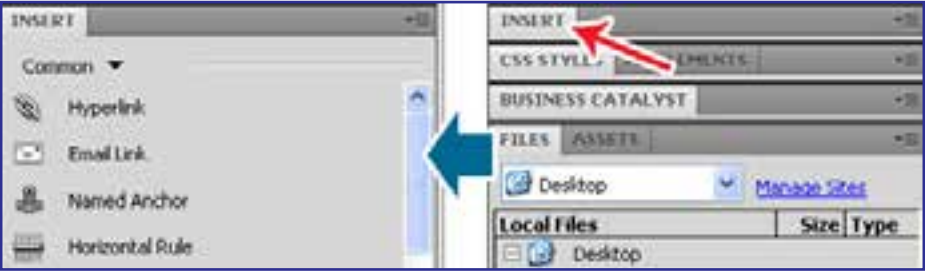 INSERT
Common
Hyperlink
Email Link
Named Anchor
Horizontal Rule
INSERT
CSS STYLES
BUSINESS CATALYST
FILES ASSETS
Desktop Manage Sites
Local Files Size Type
Desktop